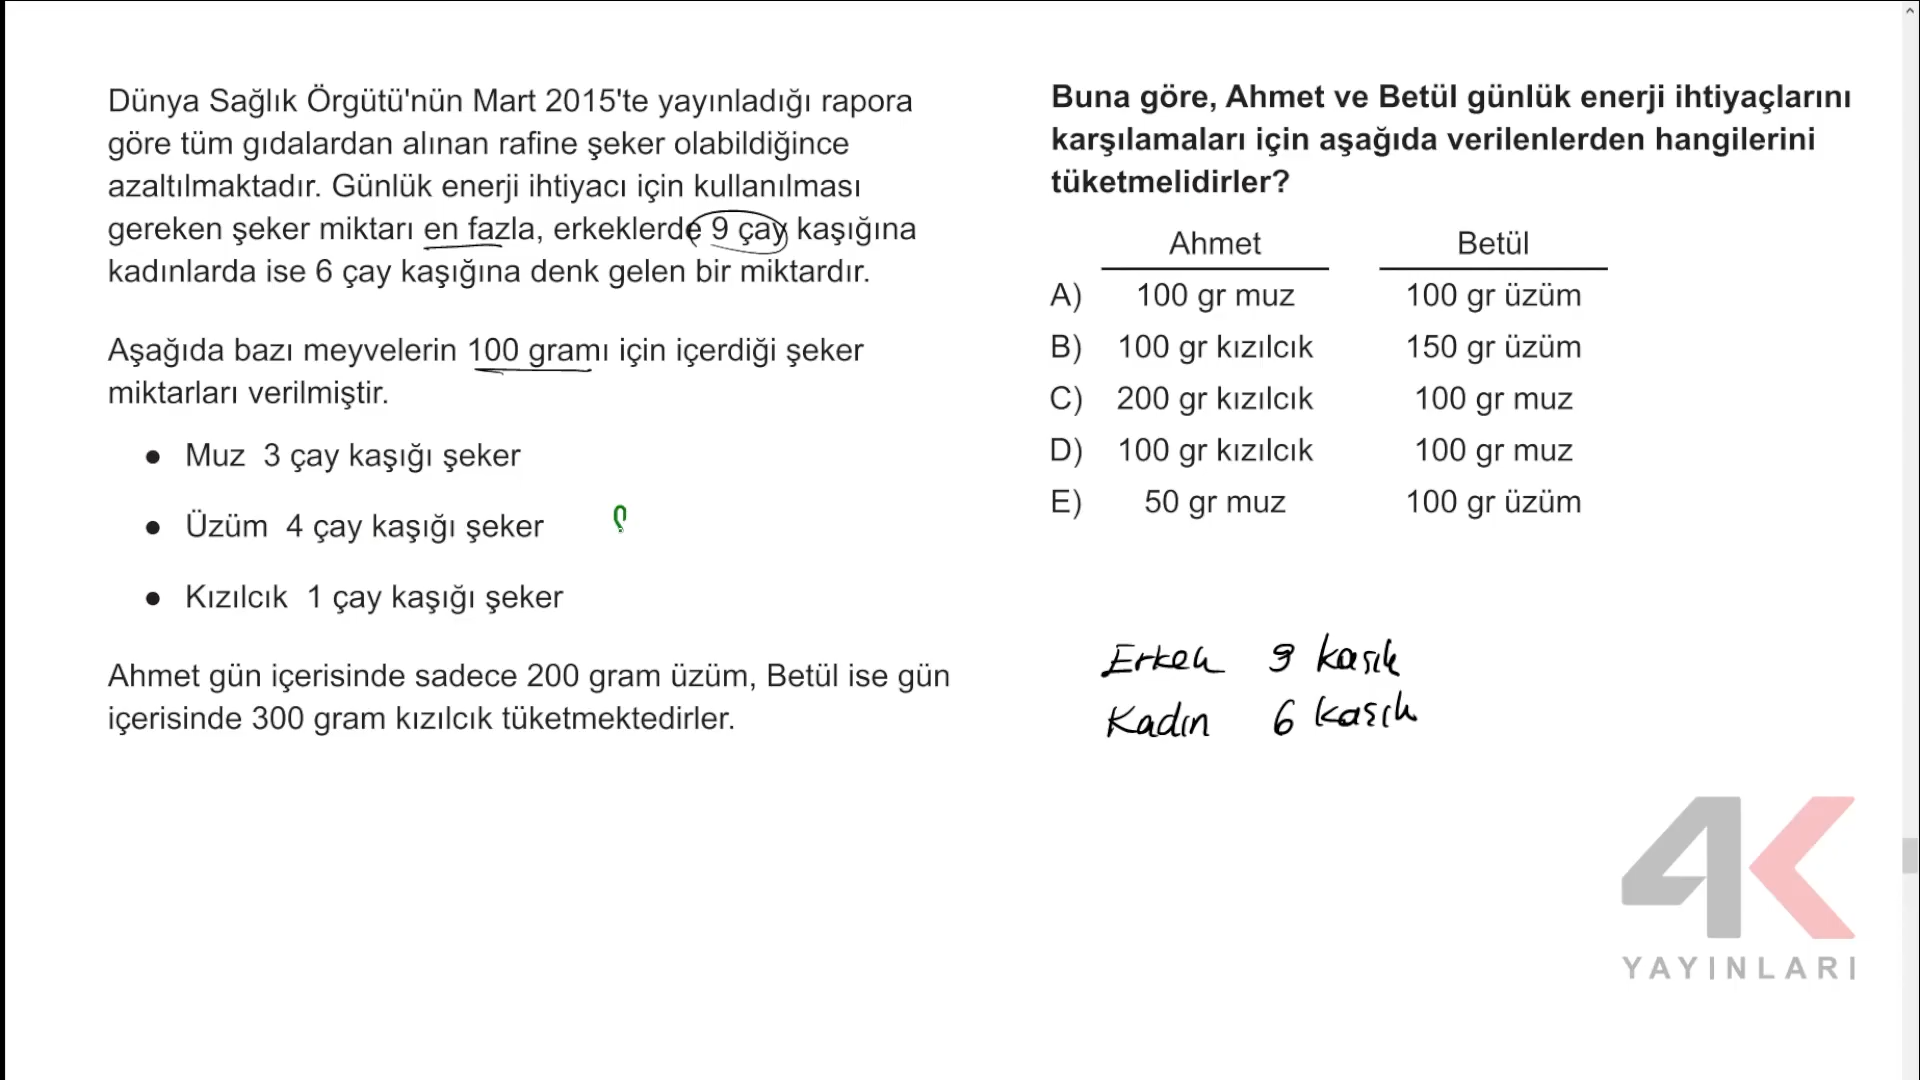 Dünya Sağlık Örgütü'nün Mart 2015'te yayınladığı rapora
göre tüm gıdalardan alınan rafine şeker olabildiğince
azaltılmaktadır. Günlük enerji ihtiyacı için kullanılması
gereken şeker miktarı en fazla, erkeklerde 9 çay kaşığına
kadınlarda ise 6 çay kaşığına denk gelen bir miktardır.
Aşağıda bazı meyvelerin 100 gramı için içerdiği şeker
miktarları verilmiştir.
● Muz 3 çay kaşığı şeker
● Üzüm 4 çay kaşığı şeker
● Kızılcık 1 çay kaşığı şeker
Ahmet gün içerisinde sadece 200 gram üzüm, Betül ise gün
içerisinde 300 gram kızılcık tüketmektedirler.
Buna göre, Ahmet ve Betül günlük enerji ihtiyaçlarını
karşılamaları için aşağıda verilenlerden hangilerini
tüketmelidirler?
Ahmet Betül
A) 100 gr muz 100 gr üzüm
B) 100 gr kızılcık 150 gr üzüm
C) 200 gr kızılcık 100 gr muz
D) 100 gr kızılcık 100 gr muz
E) 50 gr muz 100 gr üzüm
Erkek 9 kaşık
Kadın 6 kaşık
4K
YAYINLARI